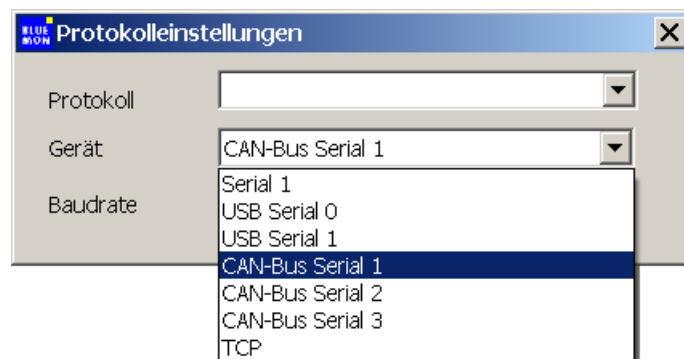 BLUE
MON
Protokolleinstellungen
Protokoll
Gerät
CAN-Bus Serial 1
Baudrate
Serial 1
USB Serial 0
USB Serial 1
CAN-Bus Serial 1
CAN-Bus Serial 2
CAN-Bus Serial 3
TCP